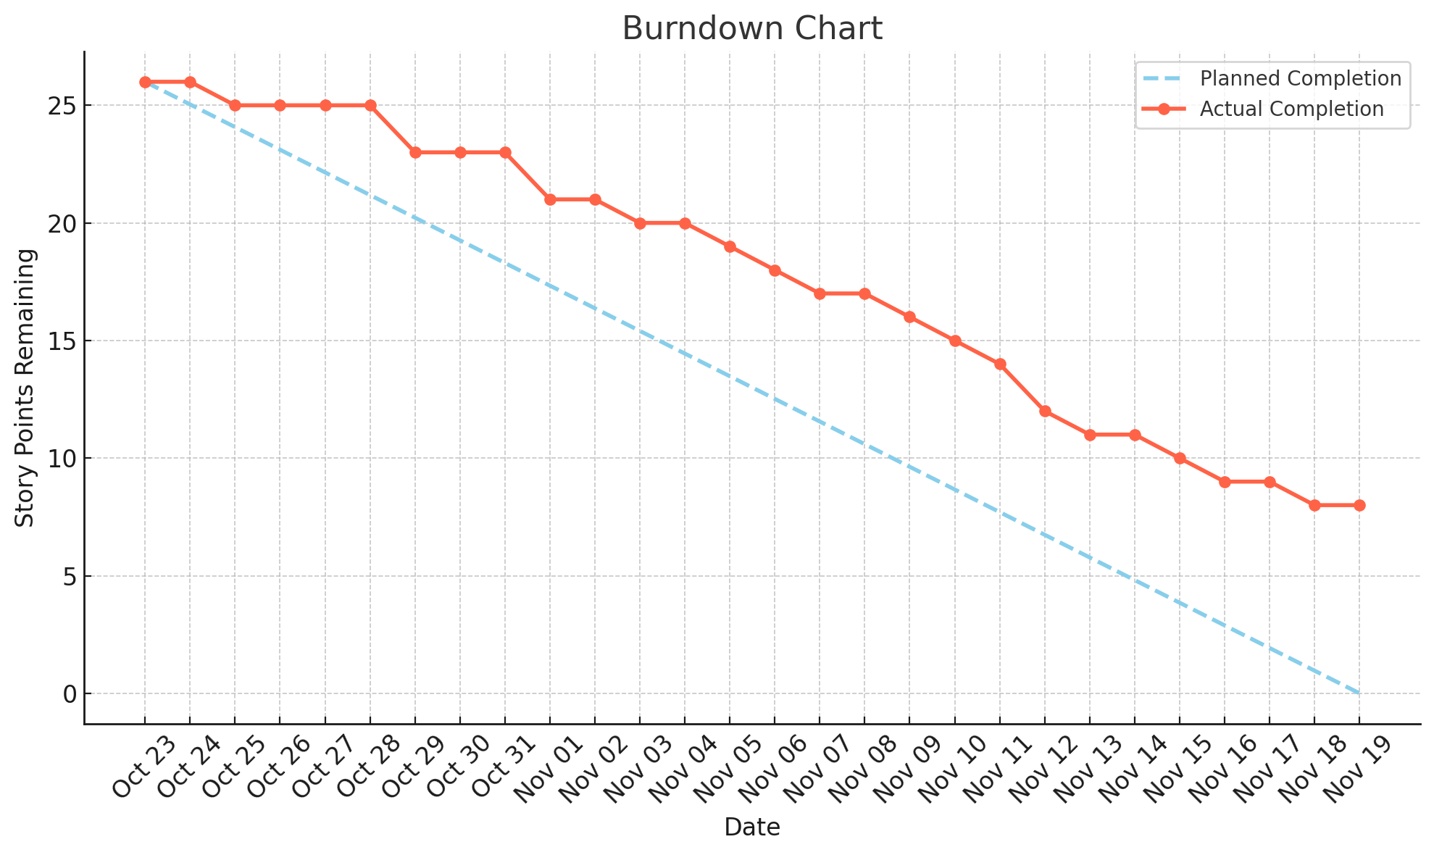 Burndown Chart
Planned Completion
Actual Completion
Story Points Remaining
25
20
15
10
5
0
Oct 23
Oct 24
Oct 25
Oct 26
Oct 27
Oct 28
Oct 29
Oct 30
Oct 31
Nov 01
Nov 02
Nov 03
Nov 04
Nov 05
Nov 06
Nov 07
Nov 08
Nov 09
Nov 10
Nov 11
Nov 12
Nov 13
Nov 14
Nov 15
Nov 16
Nov 17
Nov 18
Nov 19
Date